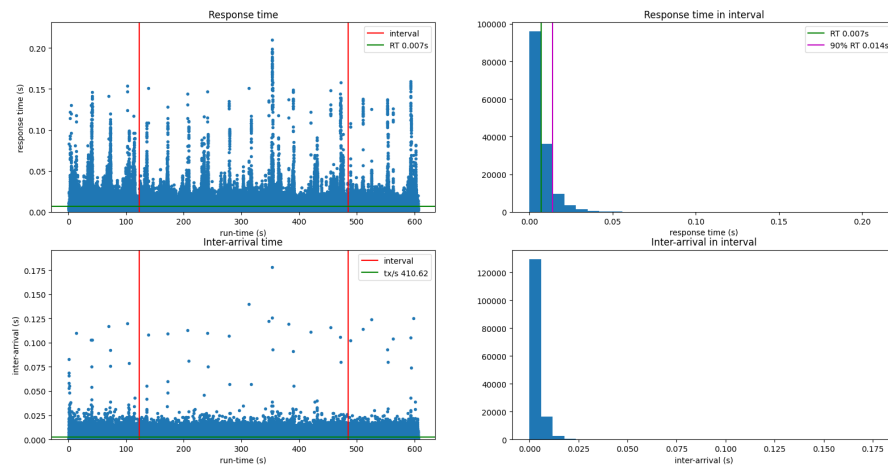 Response time
response time (s)
0.20
0.15
0.10
0.05
0.00
interval
RT 0.007s
0 100 200 300 400 500 600
run-time (s)
Response time in interval
100000
80000
60000
40000
20000
0
RT 0.007s
90% RT 0.014s
0.00 0.05 0.10 0.15 0.20
response time (s)
Inter-arrival time
inter-arrival (s)
0.175
0.150
0.125
0.100
0.075
0.050
0.025
0.000
interval
tx/s 410.62
0 100 200 300 400 500 600
run-time (s)
Inter-arrival in interval
120000
100000
80000
60000
40000
20000
0
0.000 0.025 0.050 0.075 0.100 0.125 0.150 0.175
inter-arrival (s)